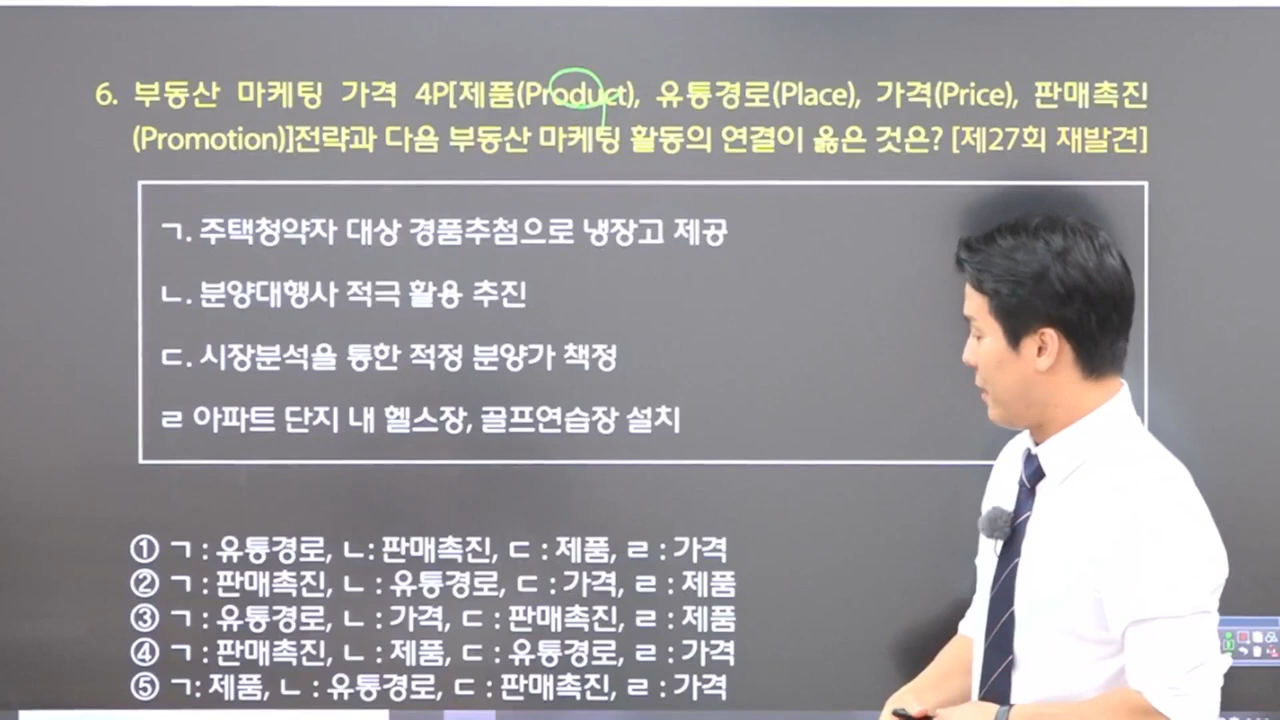 6. 부동산 마케팅 가격 4P[제품(Product), 유통경로(Place), 가격(Price), 판매촉진
(Promotion)]전략과 다음 부동산 마케팅 활동의 연결이 옳은 것은? [제27회 재발견]
ㄱ. 주택청약자 대상 경품추첨으로 냉장고 제공
ㄴ. 분양대행사 적극 활용 추진
ㄷ. 시장분석을 통한 적정 분양가 책정
ㄹ 아파트 단지 내 헬스장, 골프연습장 설치
① ㄱ : 유통경로, ㄴ: 판매촉진, ㄷ : 제품, ㄹ : 가격
② ㄱ : 판매촉진, ㄴ : 유통경로, ㄷ : 가격, ㄹ : 제품
③ ㄱ : 유통경로, ㄴ : 가격, ㄷ : 판매촉진, ㄹ : 제품
④ ㄱ : 판매촉진, ㄴ : 제품, ㄷ : 유통경로, ㄹ : 가격
⑤ ㄱ: 제품, ㄴ : 유통경로, ㄷ : 판매촉진, ㄹ : 가격